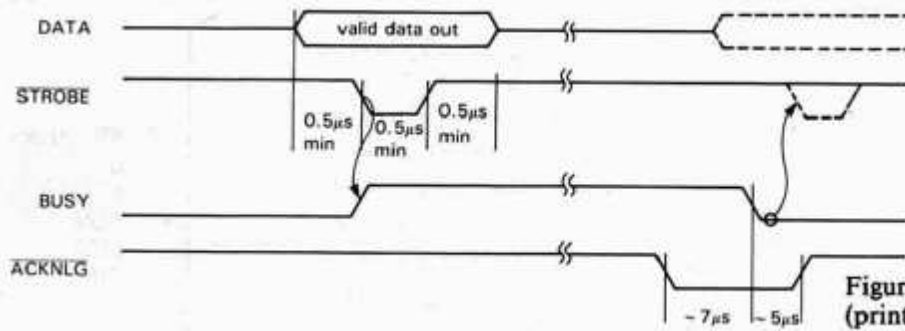 DATA
valid data out
STROBE
0.5μs
min
0.5μs
min
0.5μs
min
BUSY
ACKNLG
~7μs
~5μs
Figur
(print